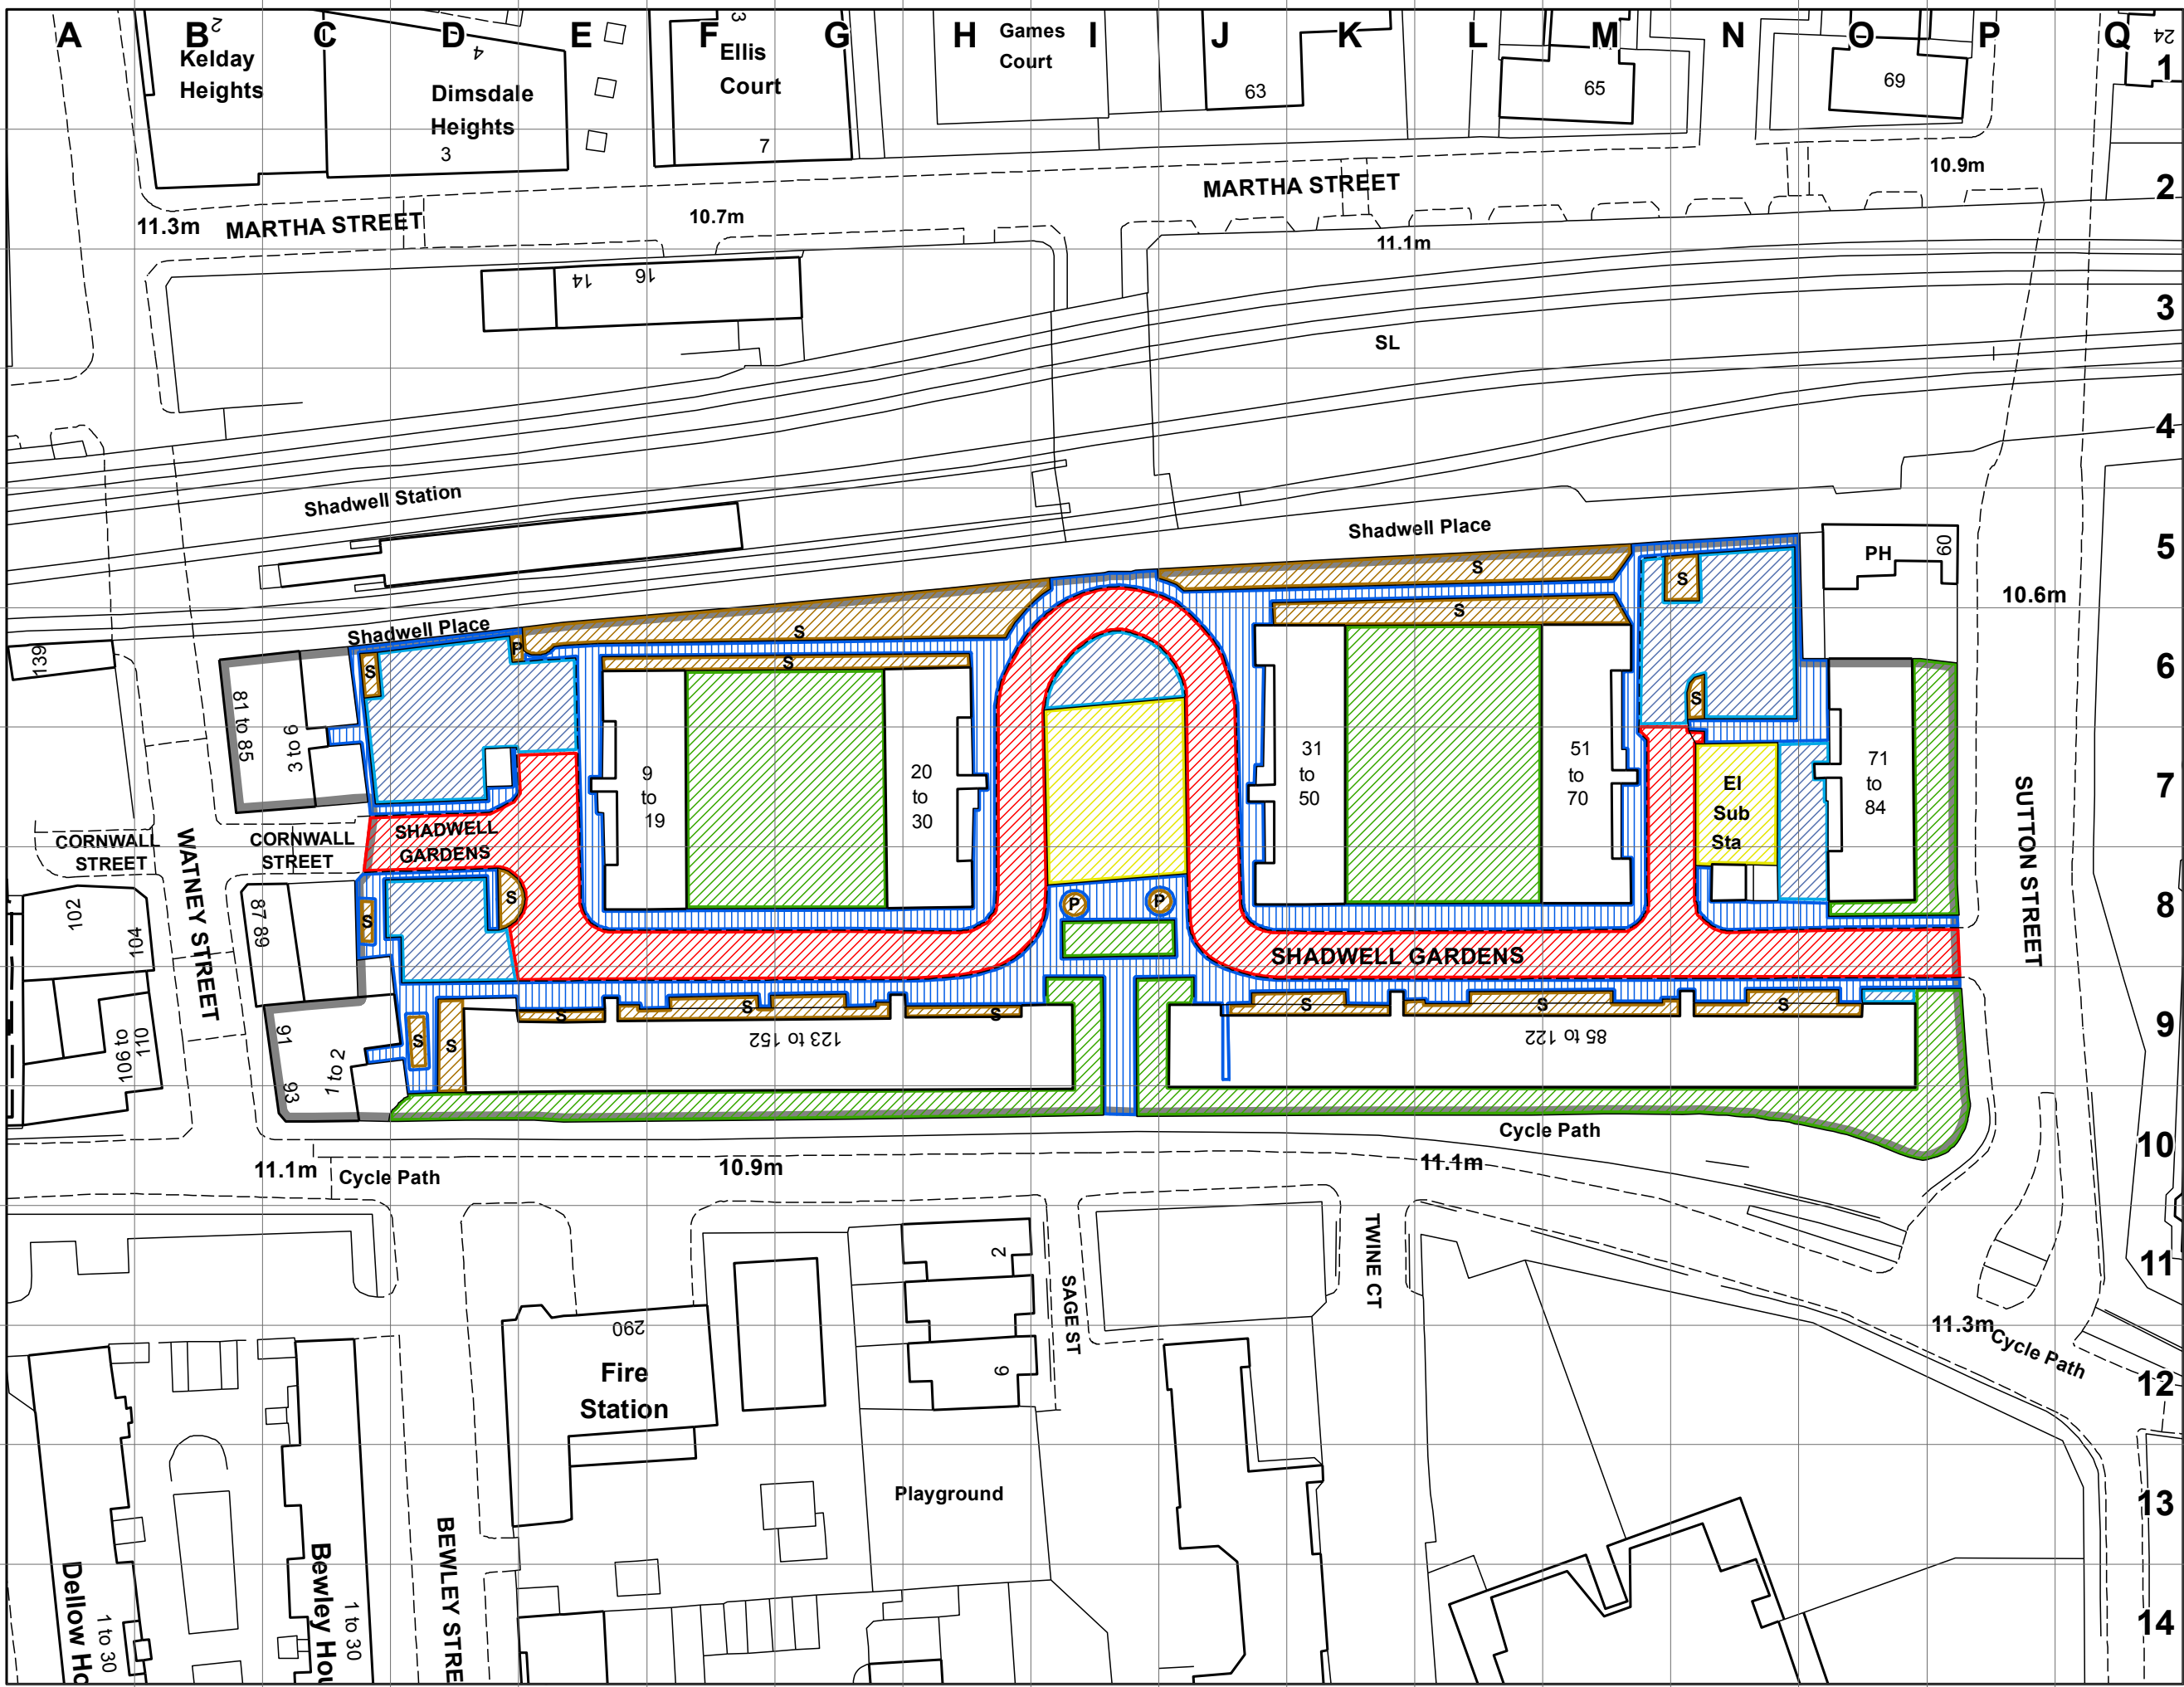 A B C D E F G H I J K L M N O P Q
2
Kelday
Heights
4
Dimsdale
Heights
3
3
Ellis
Court
7
Games
Court
63
65
69
24
1
10.9m
2
MARTHA STREET
11.3m
MARTHA STREET
10.7m
11.1m
14
16
3
SL
4
Shadwell Station
Shadwell Place
5
PH
60
S
S
10.6m
Shadwell Place
S
S
P
S
S
S
6
139
81 to 85
3 to 6
9
to
19
20
to
30
31
to
50
51
to
70
El
Sub
Sta
71
to
84
7
SUTTON STREET
CORNWALL
STREET
WATNEY STREET
CORNWALL
STREET
SHADWELL
GARDENS
S
S
P
P
8
102
104
87 89
SHADWELL GARDENS
S
S
S
S
S
S
S
S
9
106 to
110
91
93
1 to 2
123 to 152
85 to 122
Cycle Path
10
11.1m
Cycle Path
10.9m
11.1m
SAGE ST
TWINE CT
2
11
290
Fire
Station
6
11.3m
Cycle Path
12
Playground
13
Dellow Ho
1 to 30
Bewley Hou
1 to 30
BEWLEY STRE
14